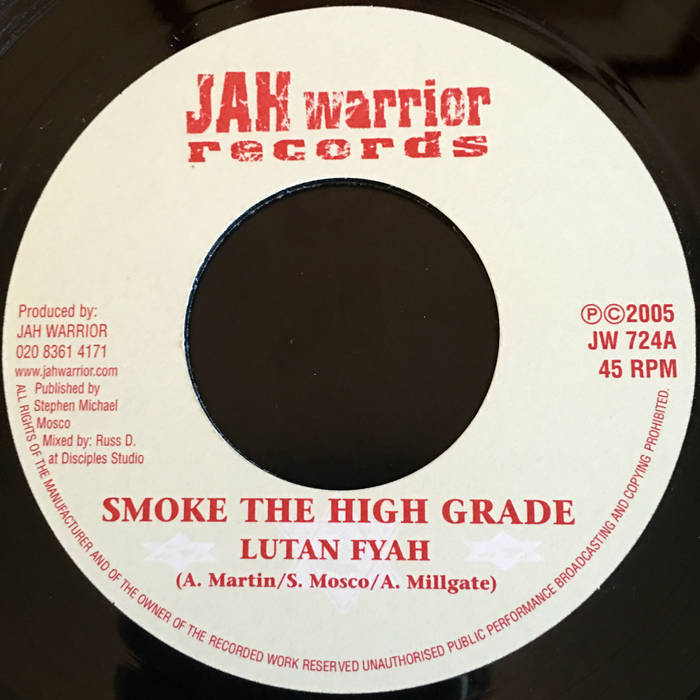 JAH warrior
records
Produced by:
JAH WARRIOR
020 8361 4171
www.jahwarrior.com
Published by
Stephen Michael
Mosco
Mixed by: Russ D.
at Disciples Studio
℗©2005
JW 724A
45 RPM
SMOKE THE HIGH GRADE
LUTAN FYAH
(A. Martin/S. Mosco/A. Millgate)
ALL RIGHTS OF THE MANUFACTURER AND OF THE OWNER OF THE RECORDED WORK RESERVED UNAUTHORISED PUBLIC PERFORMANCE BROADCASTING AND COPYING PROHIBITED.